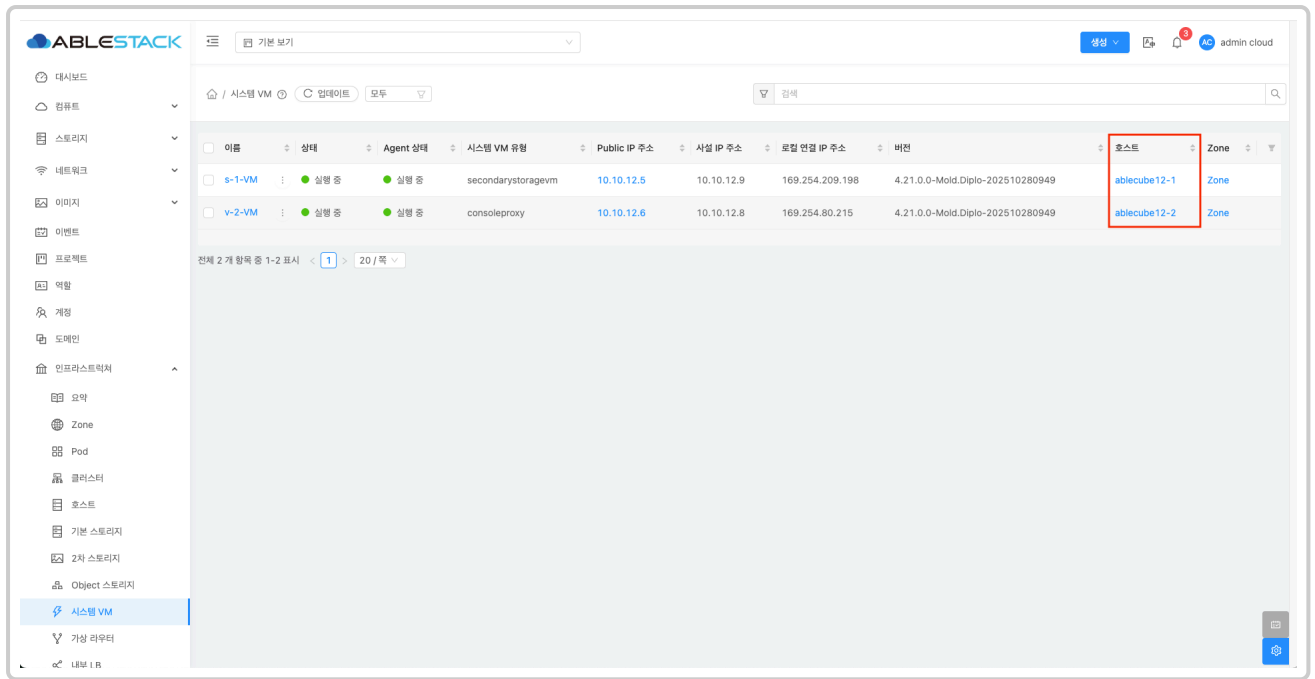 ABLESTACK
기본 보기
생성
3
AC admin cloud
대시보드
컴퓨트
스토리지
네트워크
이미지
이벤트
프로젝트
역할
계정
도메인
인프라스트럭쳐
요약
Zone
Pod
클러스터
호스트
기본 스토리지
2차 스토리지
Object 스토리지
시스템 VM
가상 라우터
내부 LB
/ 시스템 VM 업데이트 모두 검색
이름 상태 Agent 상태 시스템 VM 유형 Public IP 주소 사설 IP 주소 로컬 연결 IP 주소 버전 호스트 Zone
s-1-VM 실행 중 실행 중 secondarystoragevm 10.10.12.5 10.10.12.9 169.254.209.198 4.21.0.0-Mold.Diplo-202510280949 ablecube12-1 Zone
v-2-VM 실행 중 실행 중 consoleproxy 10.10.12.6 10.10.12.8 169.254.80.215 4.21.0.0-Mold.Diplo-202510280949 ablecube12-2 Zone
전체 2 개 항목 중 1-2 표시 < 1 > 20 / 쪽